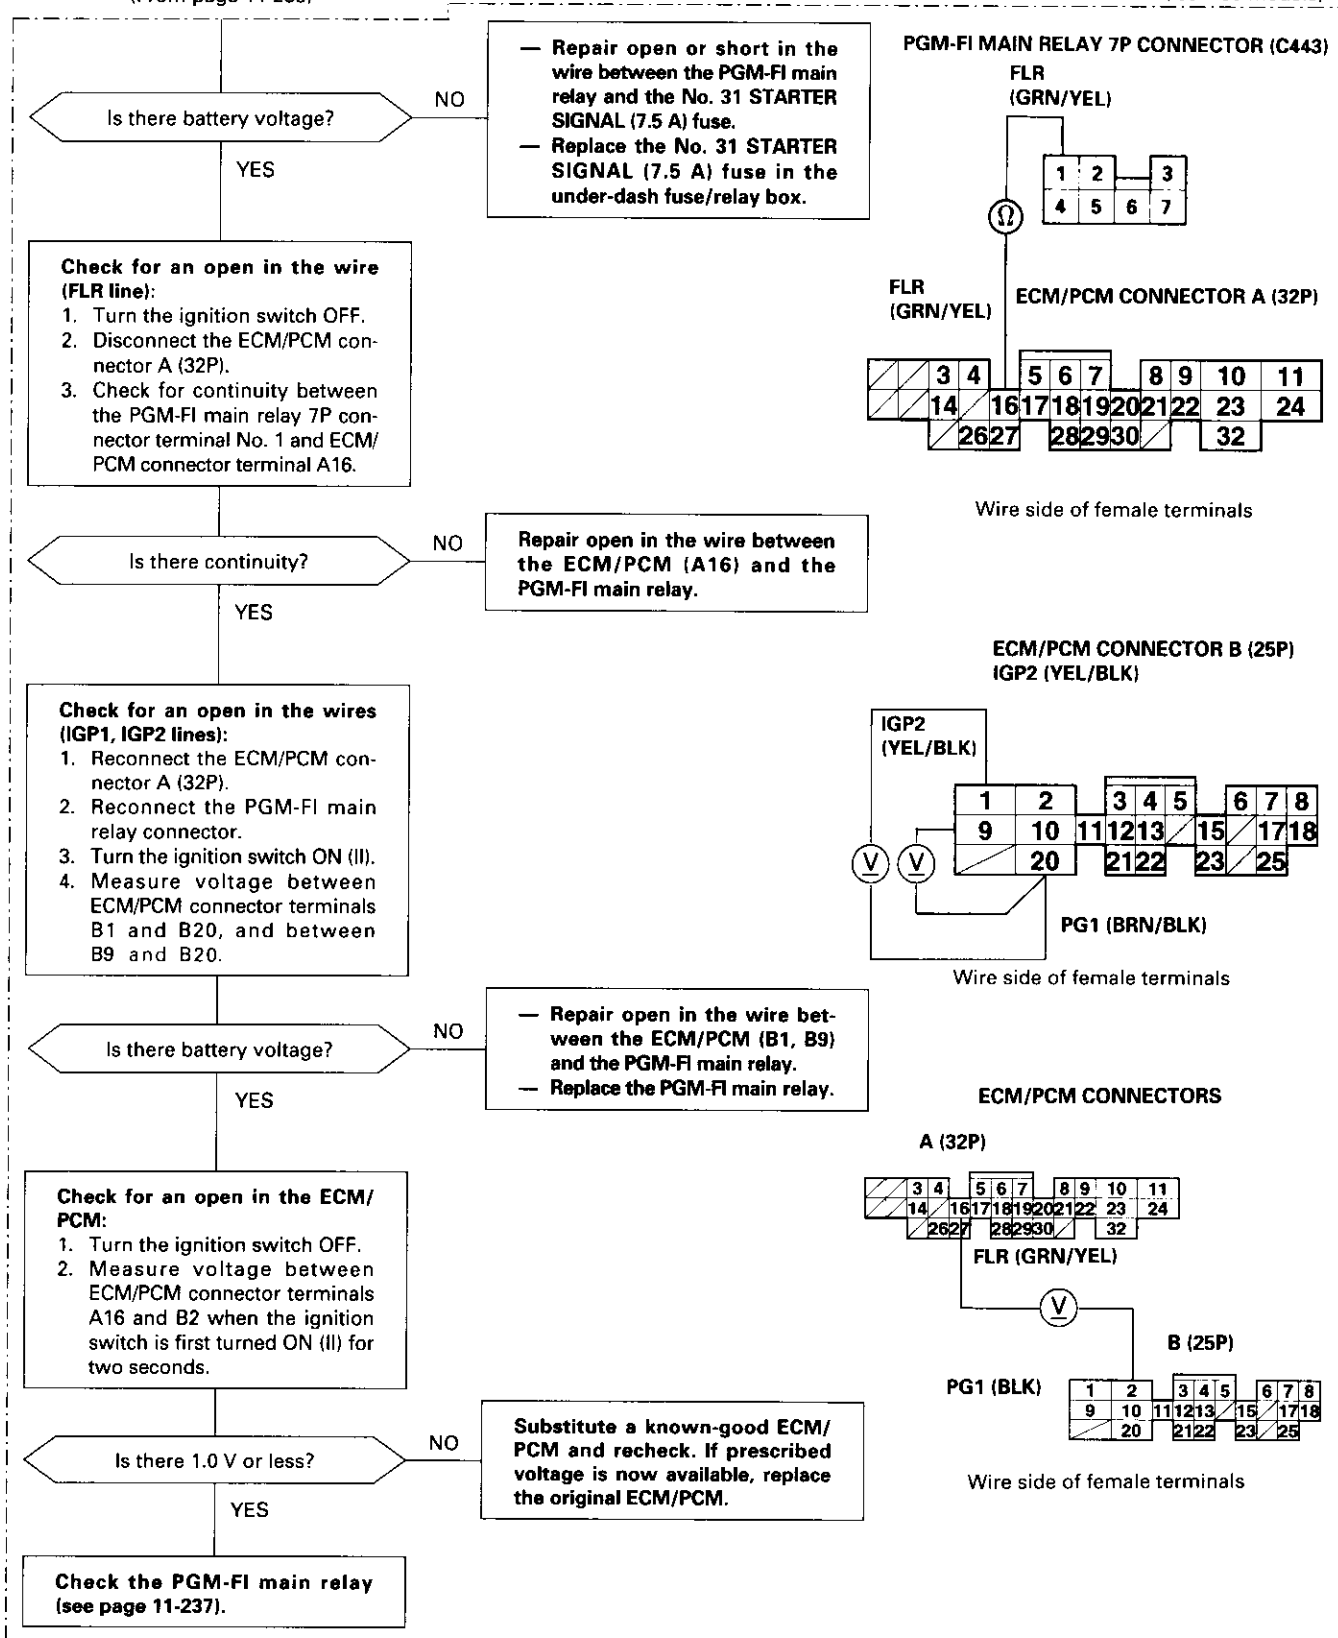 Is there battery voltage?
NO
YES
— Repair open or short in the
wire between the PGM-FI main
relay and the No. 31 STARTER
SIGNAL (7.5 A) fuse.
— Replace the No. 31 STARTER
SIGNAL (7.5 A) fuse in the
under-dash fuse/relay box.
PGM-FI MAIN RELAY 7P CONNECTOR (C443)
FLR
(GRN/YEL)
1 2 3
4 5 6 7
Ω
Check for an open in the wire
(FLR line):
1. Turn the ignition switch OFF.
2. Disconnect the ECM/PCM con-
nector A (32P).
3. Check for continuity between
the PGM-FI main relay 7P con-
nector terminal No. 1 and ECM/
PCM connector terminal A16.
FLR
(GRN/YEL)
ECM/PCM CONNECTOR A (32P)
3 4 5 6 7 8 9 10 11
14 16 17 18 19 20 21 22 23 24
26 27 28 29 30 32
Wire side of female terminals
Is there continuity?
NO
YES
Repair open in the wire between
the ECM/PCM (A16) and the
PGM-FI main relay.
ECM/PCM CONNECTOR B (25P)
IGP2 (YEL/BLK)
Check for an open in the wires
(IGP1, IGP2 lines):
1. Reconnect the ECM/PCM con-
nector A (32P).
2. Reconnect the PGM-FI main
relay connector.
3. Turn the ignition switch ON (II).
4. Measure voltage between
ECM/PCM connector terminals
B1 and B20, and between
B9 and B20.
IGP2
(YEL/BLK)
1 2 3 4 5 6 7 8
9 10 11 12 13 15 17 18
20 21 22 23 25
V V
PG1 (BRN/BLK)
Wire side of female terminals
Is there battery voltage?
NO
YES
— Repair open in the wire bet-
ween the ECM/PCM (B1, B9)
and the PGM-FI main relay.
— Replace the PGM-FI main relay.
ECM/PCM CONNECTORS
A (32P)
3 4 5 6 7 8 9 10 11
14 16 17 18 19 20 21 22 23 24
26 27 28 29 30 32
FLR (GRN/YEL)
V
Check for an open in the ECM/
PCM:
1. Turn the ignition switch OFF.
2. Measure voltage between
ECM/PCM connector terminals
A16 and B2 when the ignition
switch is first turned ON (II) for
two seconds.
B (25P)
PG1 (BLK)
1 2 3 4 5 6 7 8
9 10 11 12 13 15 17 18
20 21 22 23 25
Wire side of female terminals
Is there 1.0 V or less?
NO
YES
Substitute a known-good ECM/
PCM and recheck. If prescribed
voltage is now available, replace
the original ECM/PCM.
Check the PGM-FI main relay
(see page 11-237).